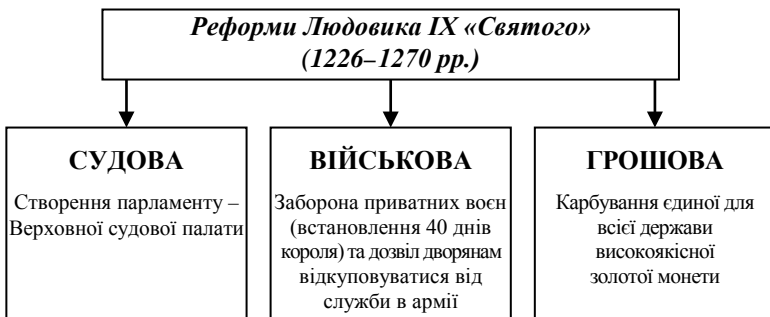 Реформи Людовика IX «Святого»
(1226–1270 рр.)
СУДОВА
Створення парламенту –
Верховної судової палати
ВІЙСЬКОВА
Заборона приватних воєн
(встановлення 40 днів
короля) та дозвіл дворянам
відкуповуватися від
служби в армії
ГРОШОВА
Карбування єдиної для
всієї держави
високоякісної
золотої монети